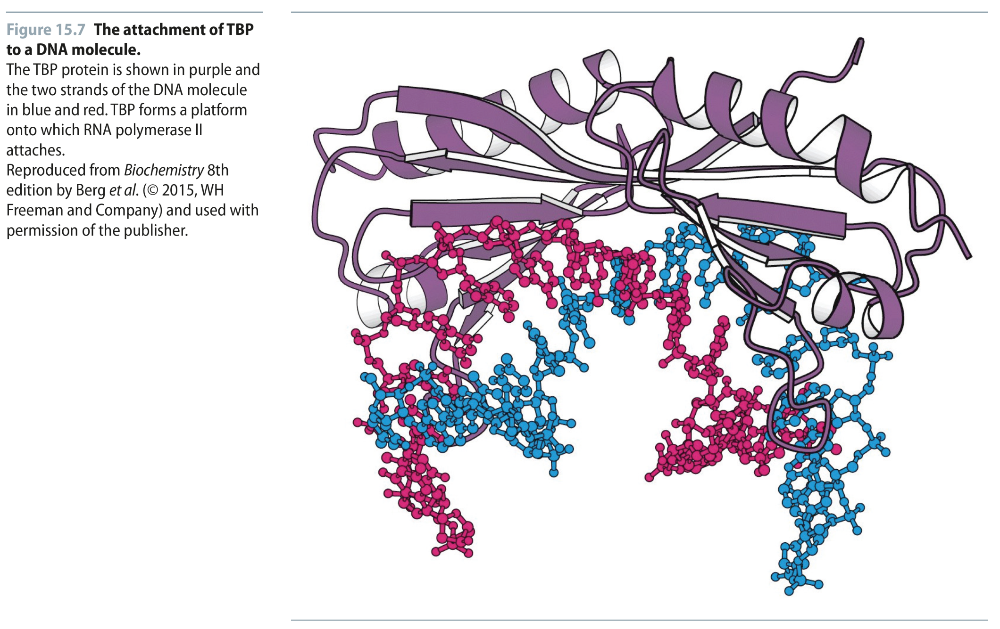 Figure 15.7 The attachment of TBP
to a DNA molecule.
The TBP protein is shown in purple and
the two strands of the DNA molecule
in blue and red. TBP forms a platform
onto which RNA polymerase II
attaches.
Reproduced from Biochemistry 8th
edition by Berg et al. (© 2015, WH
Freeman and Company) and used with
permission of the publisher.